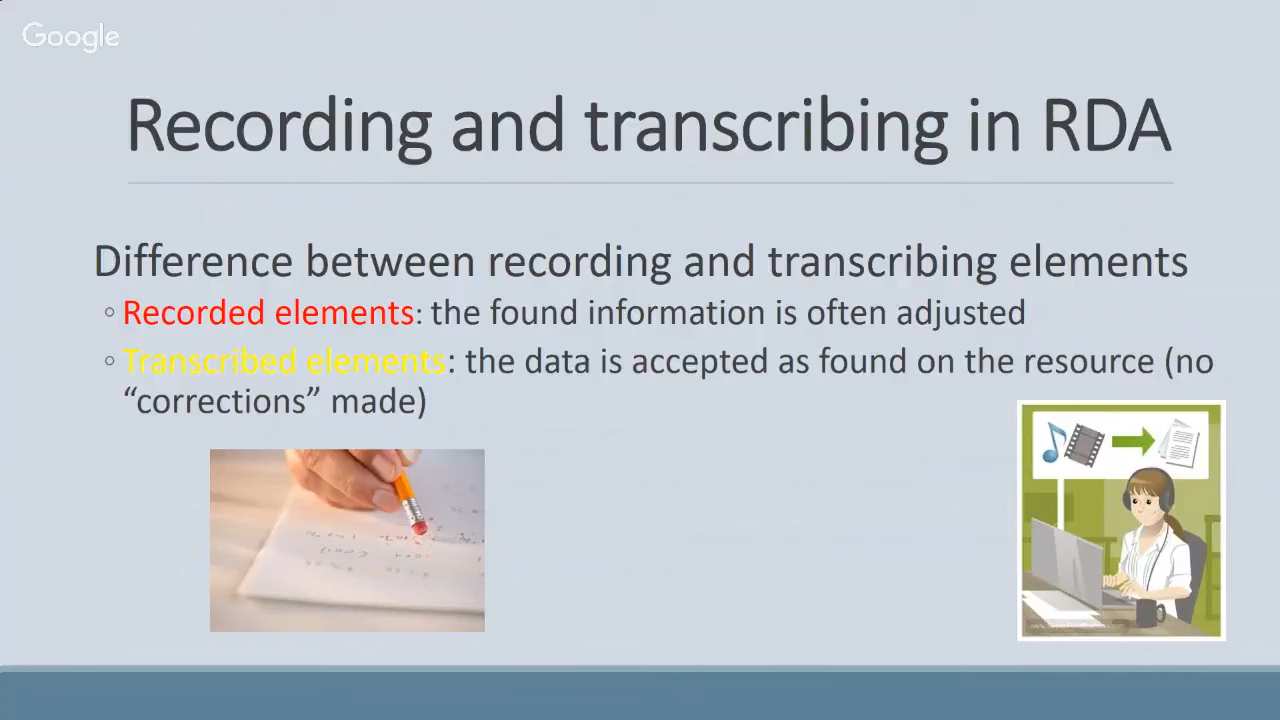 Google
Recording and transcribing in RDA
Difference between recording and transcribing elements
◦Recorded elements: the found information is often adjusted
◦Transcribed elements: the data is accepted as found on the resource (no
“corrections” made)